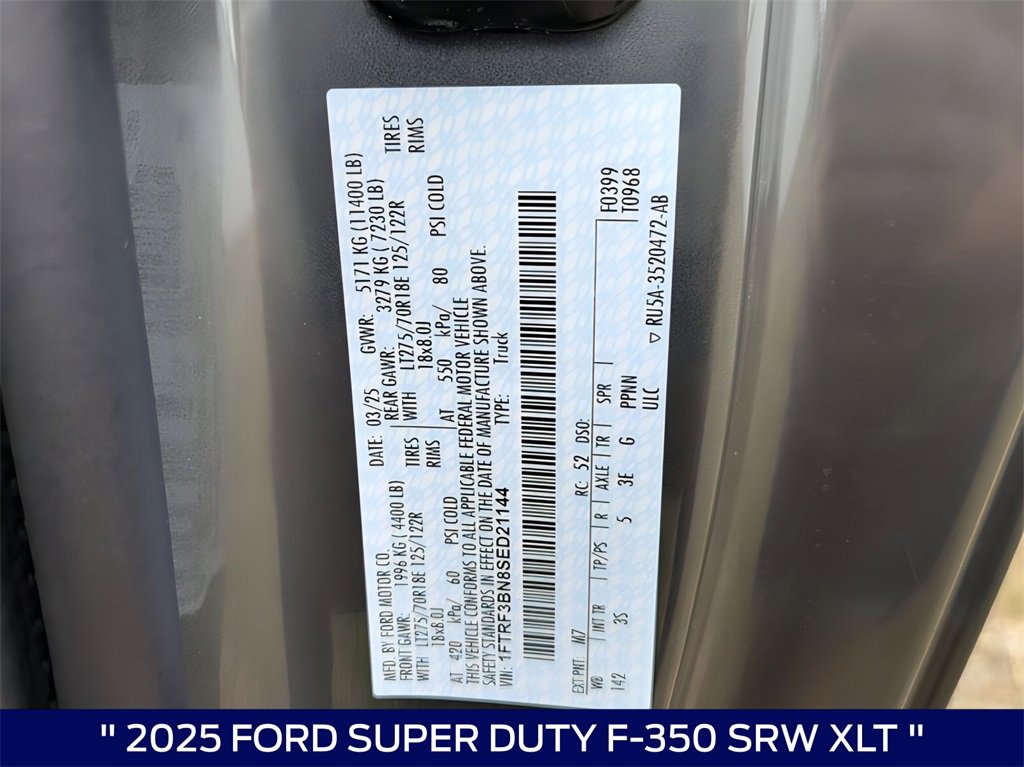 MFD. BY FORD MOTOR CO.
DATE: 03/25 GVWR: 5171 KG (11400 LB)
FRONT GAWR: 1996 KG ( 4400 LB) REAR GAWR: 3279 KG ( 7230 LB)
WITH LT275/70R18E 125/122R TIRES WITH LT275/70R18E 125/122R TIRES
18x8.0J RIMS 18x8.0J RIMS
AT 420 kPa/ 60 PSI COLD AT 550 kPa/ 80 PSI COLD
THIS VEHICLE CONFORMS TO ALL APPLICABLE FEDERAL MOTOR VEHICLE
SAFETY STANDARDS IN EFFECT ON THE DATE OF MANUFACTURE SHOWN ABOVE.
VIN: 1FTRF3BN8SED21144 TYPE: Truck
EXT PNT: M7 RC: 52 DSO:
WB INT TR TP/PS R AXLE TR SPR F0399
142 3S 5 3E G PPNN T0968
ULC ▽ RU5A-3520472-AB
" 2025 FORD SUPER DUTY F-350 SRW XLT "